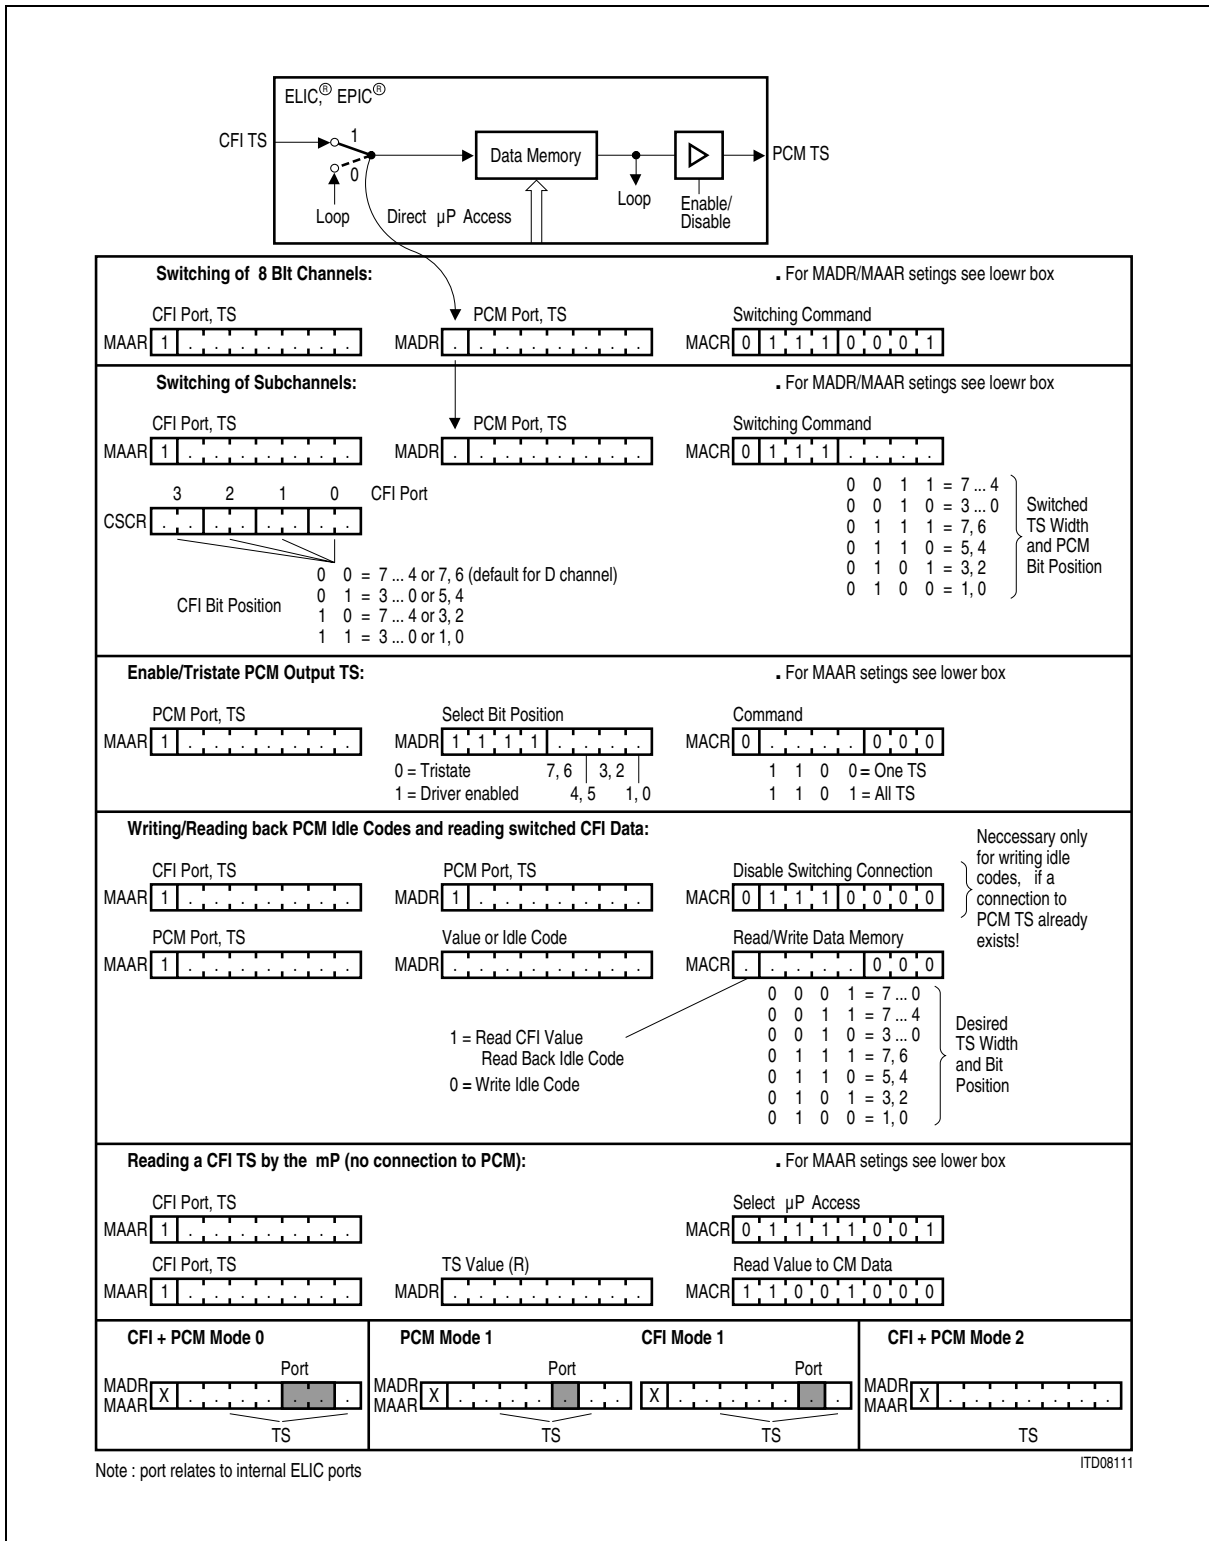 ELIC,® EPIC®
CFI TS
1
0
Loop
Direct µP Access
Data Memory
Loop
Enable/
Disable
PCM TS
Switching of 8 BIt Channels:
. For MADR/MAAR setings see loewr box
CFI Port, TS
PCM Port, TS
Switching Command
MAAR 1 . . . . . . .
MADR . . . . . . . .
MACR 0 1 1 1 0 0 0 1
Switching of Subchannels:
. For MADR/MAAR setings see loewr box
CFI Port, TS
PCM Port, TS
Switching Command
MAAR 1 . . . . . . .
MADR . . . . . . . .
MACR 0 1 1 1 . . . .
3 2 1 0 CFI Port
CSCR . . . . . . . .
CFI Bit Position
0 0 = 7 ... 4 or 7, 6 (default for D channel)
0 1 = 3 ... 0 or 5, 4
1 0 = 7 ... 4 or 3, 2
1 1 = 3 ... 0 or 1, 0
0 0 1 1 = 7 ... 4
0 0 1 0 = 3 ... 0
0 1 1 1 = 7, 6
0 1 1 0 = 5, 4
0 1 0 1 = 3, 2
0 1 0 0 = 1, 0
Switched
TS Width
and PCM
Bit Position
Enable/Tristate PCM Output TS:
. For MAAR setings see lower box
PCM Port, TS
Select Bit Position
Command
MAAR 1 . . . . . . .
MADR 1 1 1 1 . . . .
MACR 0 . . . . 0 0 0
0 = Tristate
1 = Driver enabled
7, 6 3, 2
4, 5 1, 0
1 1 0 0 = One TS
1 1 0 1 = All TS
Writing/Reading back PCM Idle Codes and reading switched CFI Data:
CFI Port, TS
PCM Port, TS
Disable Switching Connection
MAAR 1 . . . . . . .
MADR 1 . . . . . . .
MACR 0 1 1 1 0 0 0 0
Neccessary only
for writing idle
codes, if a
connection to
PCM TS already
exists!
PCM Port, TS
Value or Idle Code
Read/Write Data Memory
MAAR 1 . . . . . . .
MADR . . . . . . . .
MACR . . . . . 0 0 0
1 = Read CFI Value
Read Back Idle Code
0 = Write Idle Code
0 0 0 1 = 7 ... 0
0 0 1 1 = 7 ... 4
0 0 1 0 = 3 ... 0
0 1 1 1 = 7, 6
0 1 1 0 = 5, 4
0 1 0 1 = 3, 2
0 1 0 0 = 1, 0
Desired
TS Width
and Bit
Position
Reading a CFI TS by the mP (no connection to PCM):
. For MAAR setings see lower box
CFI Port, TS
Select µP Access
MAAR 1 . . . . . . .
MACR 0 1 1 1 1 0 0 1
CFI Port, TS
TS Value (R)
Read Value to CM Data
MAAR 1 . . . . . . .
MADR . . . . . . . .
MACR 1 1 0 0 1 0 0 0
CFI + PCM Mode 0
PCM Mode 1
CFI Mode 1
CFI + PCM Mode 2
Port
Port
Port
MADR
MAAR
X . . . . . . .
MADR
MAAR
X . . . . . . .
X . . . . . . .
MADR
MAAR
X . . . . . . .
TS
TS
TS
TS
Note : port relates to internal ELIC ports
ITD08111